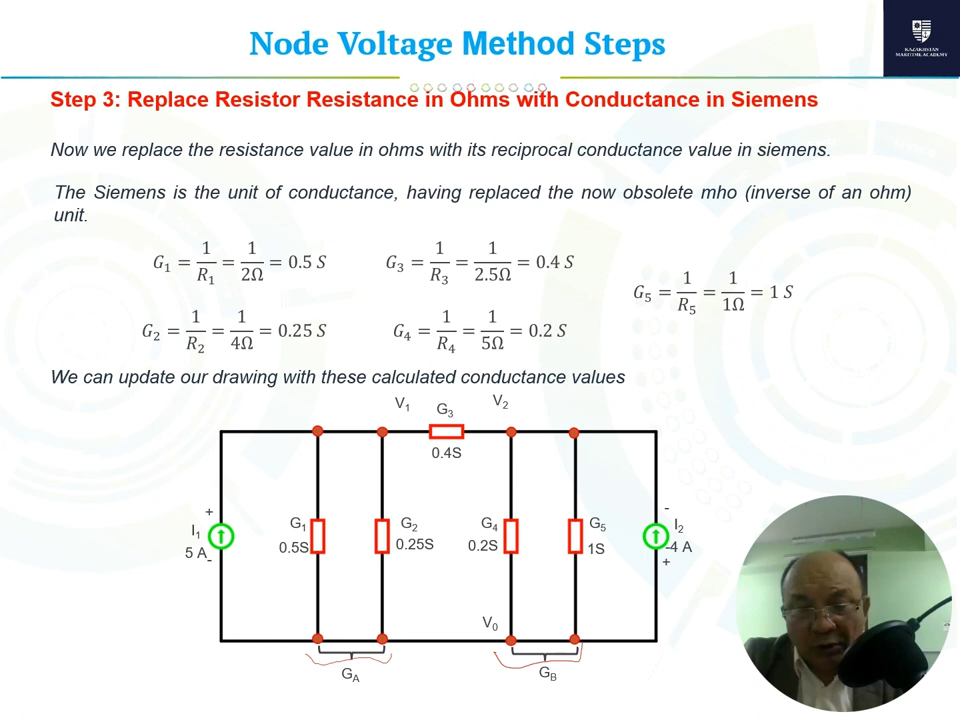 Node Voltage Method Steps
KAZAKHSTAN
MARITIME ACADEMY
Step 3: Replace Resistor Resistance in Ohms with Conductance in Siemens
Now we replace the resistance value in ohms with its reciprocal conductance value in siemens.
The Siemens is the unit of conductance, having replaced the now obsolete mho (inverse of an ohm)
unit.
G₁ = 1/R₁ = 1/2Ω = 0.5 S
G₃ = 1/R₃ = 1/2.5Ω = 0.4 S
G₅ = 1/R₅ = 1/1Ω = 1 S
G₂ = 1/R₂ = 1/4Ω = 0.25 S
G₄ = 1/R₄ = 1/5Ω = 0.2 S
We can update our drawing with these calculated conductance values
V₁
G₃
V₂
0.4S
+
I₁
5 A
-
G₁
0.5S
G₂
0.25S
G₄
0.2S
G₅
1S
-
I₂
-4 A
+
V₀
G_A
G_B